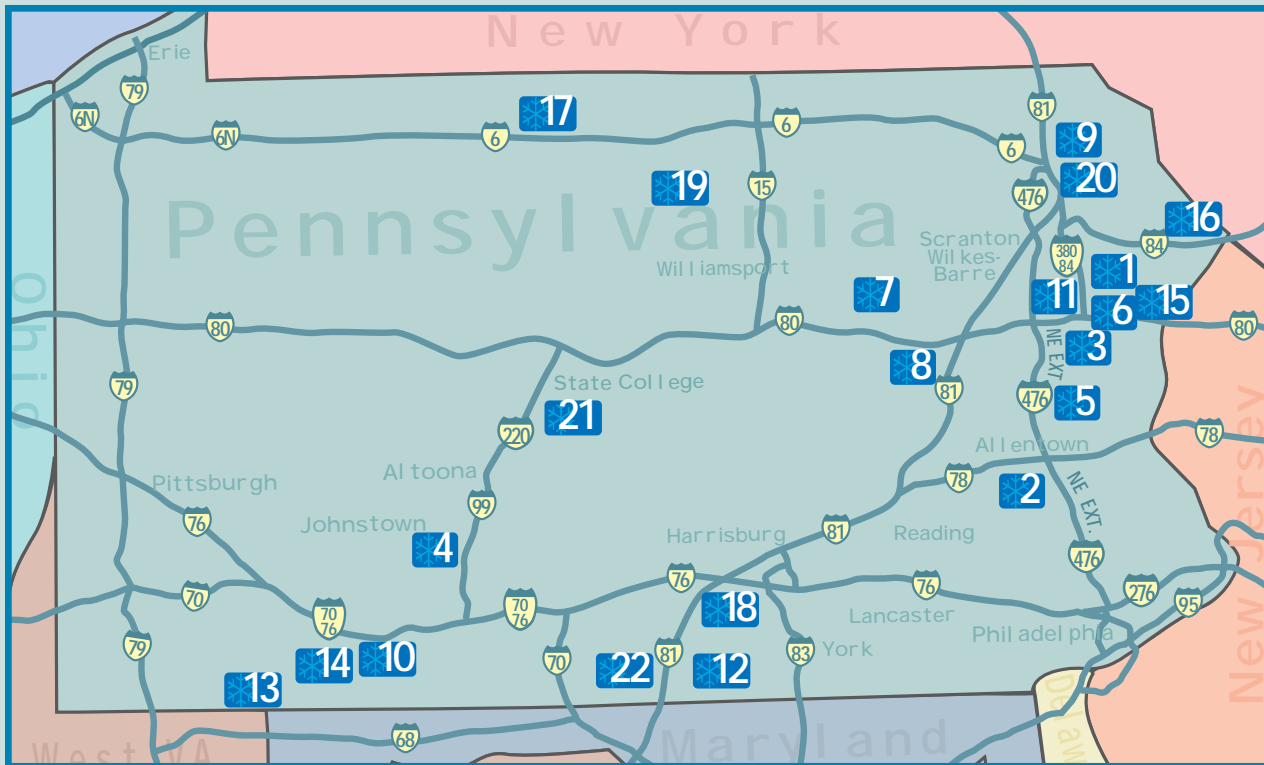 New York
Erie
79
17
81
6N
6N
6
6
9
6
19
15
20
476
Pennsylvania
16
Scranton
Wilkes-
Barre
84
380
84
Williamsport
1
7
11
6
15
Ohio
80
80
80
NE EXT
3
8
79
State College
81
476
5
21
220
78
Allentown
Altoona
78
Pittsburgh
2
NE EXT.
99
76
Johnstown
Harrisburg
81
Reading
4
476
76
76
276
70
70
76
70
76
18
95
Lancaster
Philadelphia
New Jersey
79
10
14
70
22
81
12
83
York
13
Delaw
68
West VA
Maryland